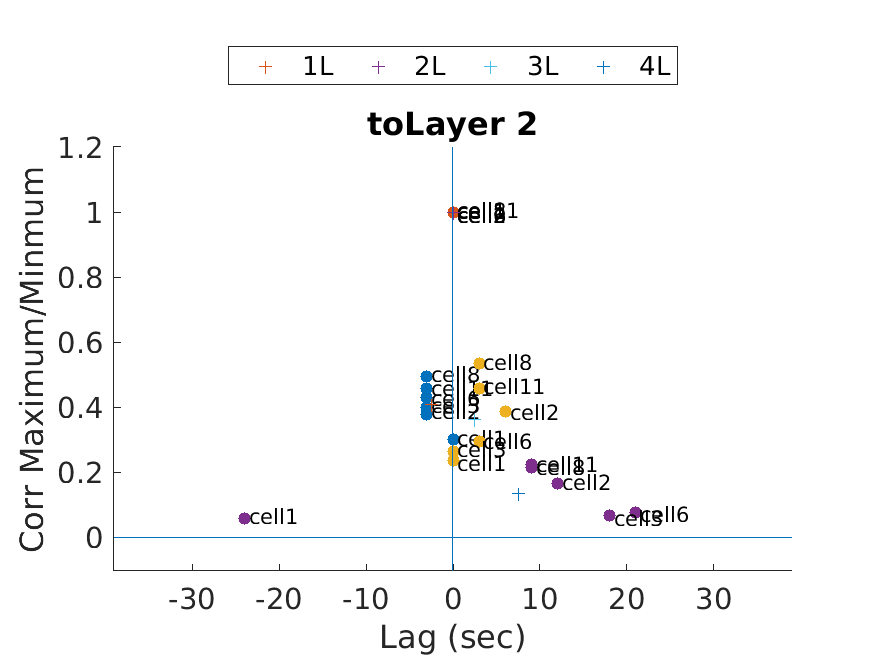 1L 2L 3L 4L
toLayer 2
Corr Maximum/Minmum
1.2
1
0.8
0.6
0.4
0.2
0
cell8
cell8
cell11
cell6
cell2
cell2
cell1
cell6
cell3
cell1
cell11
cell8
cell2
cell1
cell6
cell3
-30 -20 -10 0 10 20 30
Lag (sec)